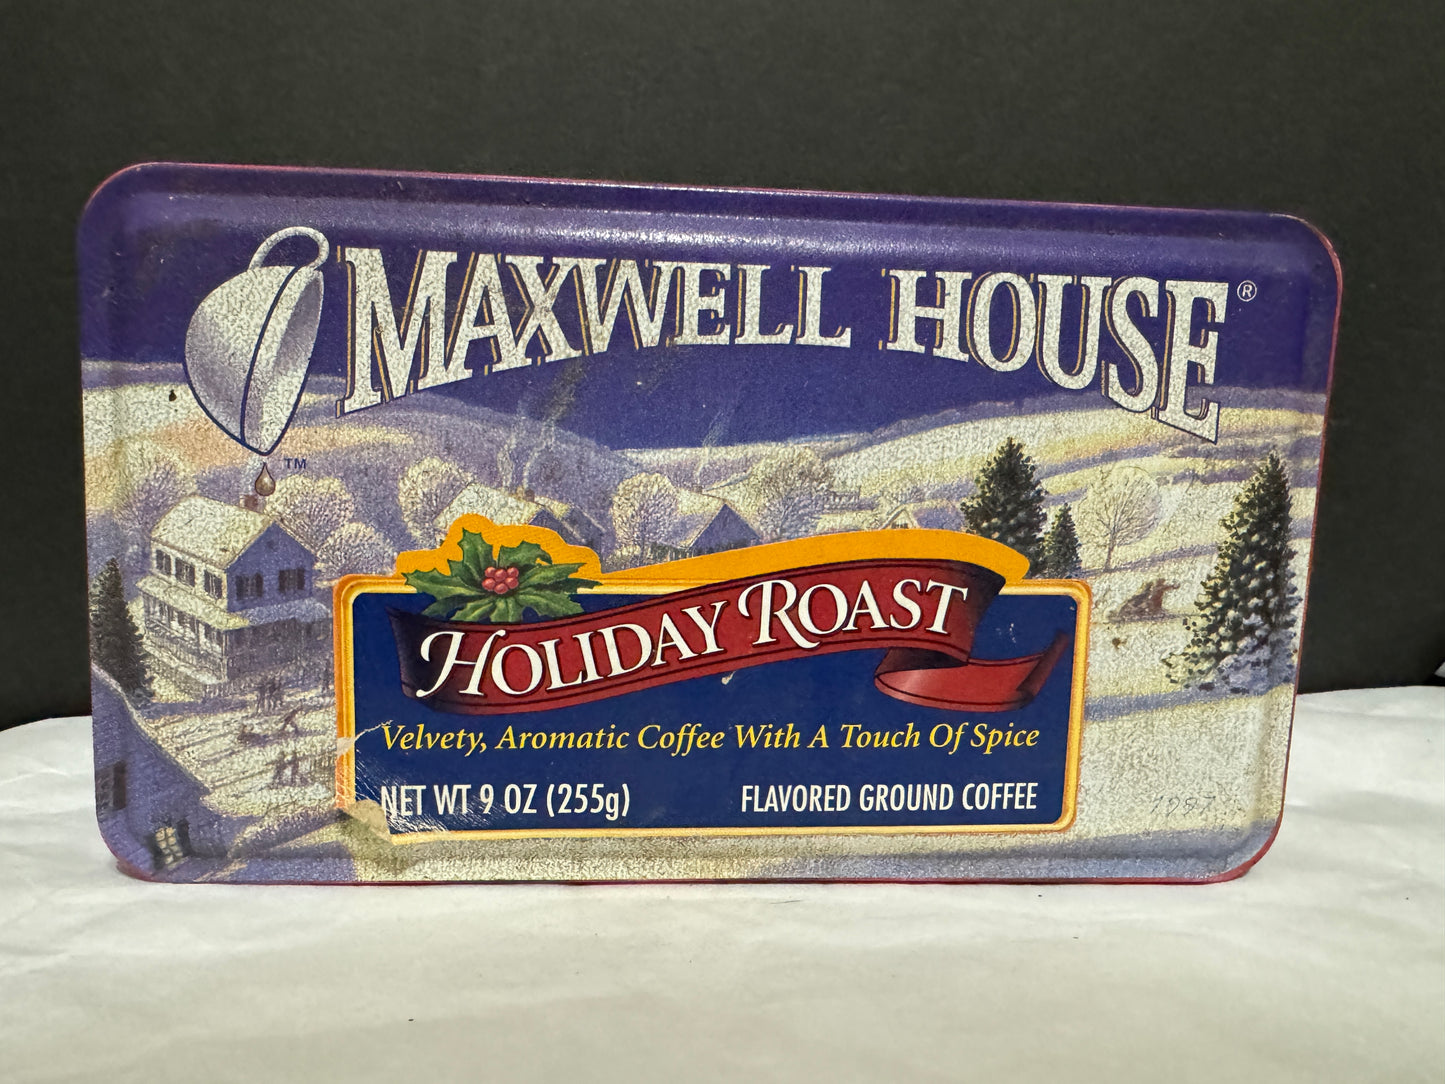 MAXWELL HOUSE®
TM
HOLIDAY ROAST
Velvety, Aromatic Coffee With A Touch Of Spice
NET WT 9 OZ (255g)
FLAVORED GROUND COFFEE